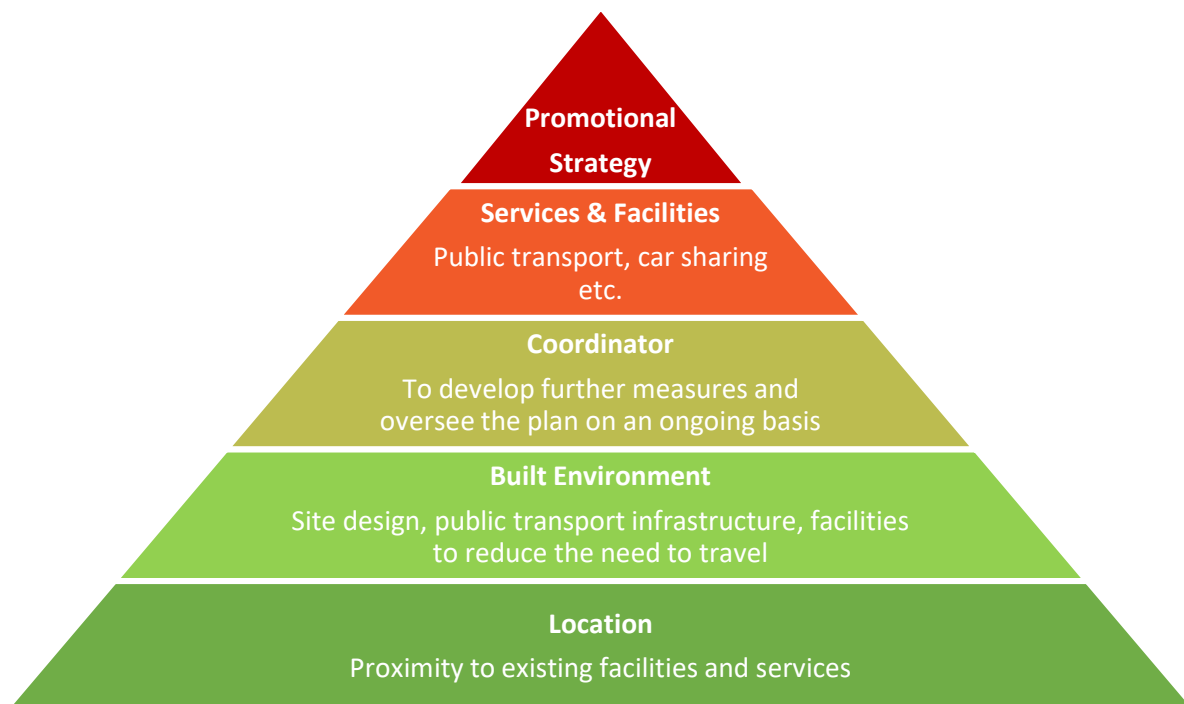 Promotional
Strategy
Services & Facilities
Public transport, car sharing
etc.
Coordinator
To develop further measures and
oversee the plan on an ongoing basis
Built Environment
Site design, public transport infrastructure, facilities
to reduce the need to travel
Location
Proximity to existing facilities and services